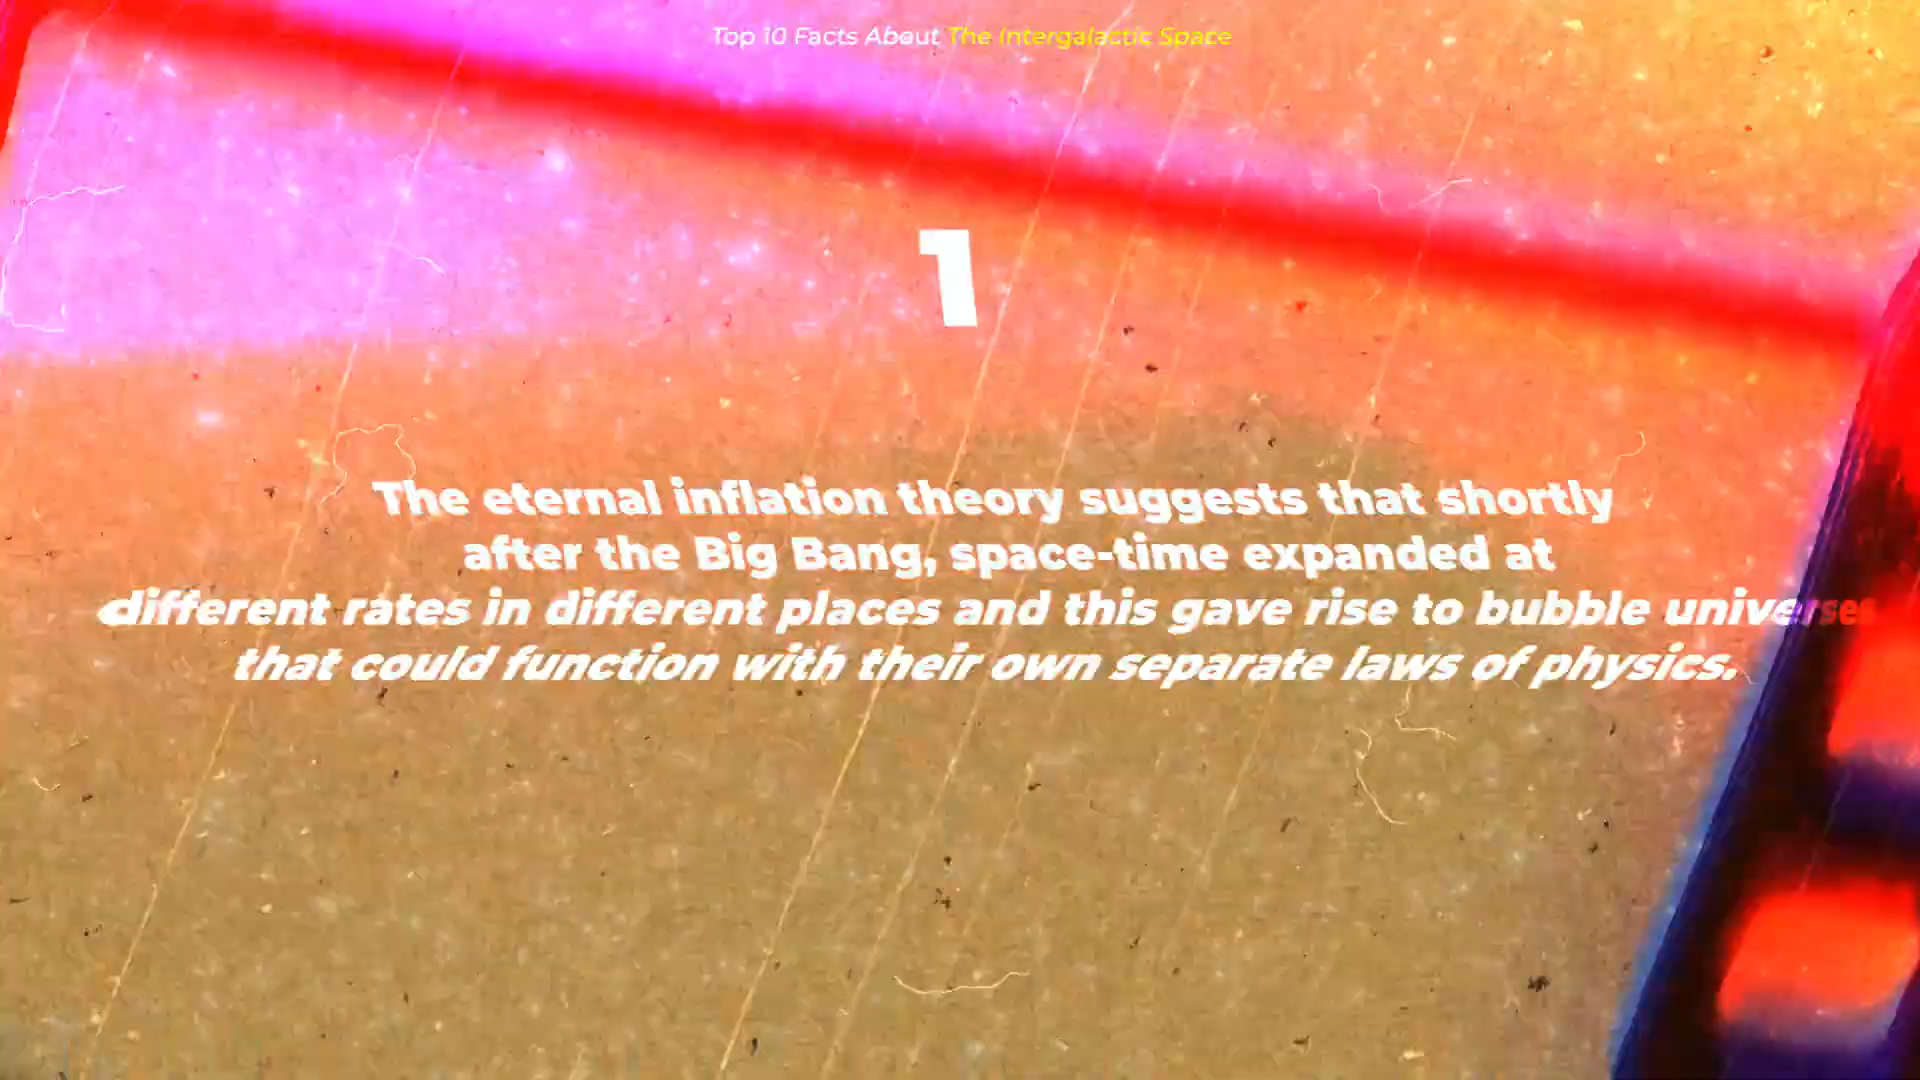 Top 10 Facts About The Intergalactic Space
1
The eternal inflation theory suggests that shortly
after the Big Bang, space-time expanded at
different rates in different places and this gave rise to bubble universes
that could function with their own separate laws of physics.